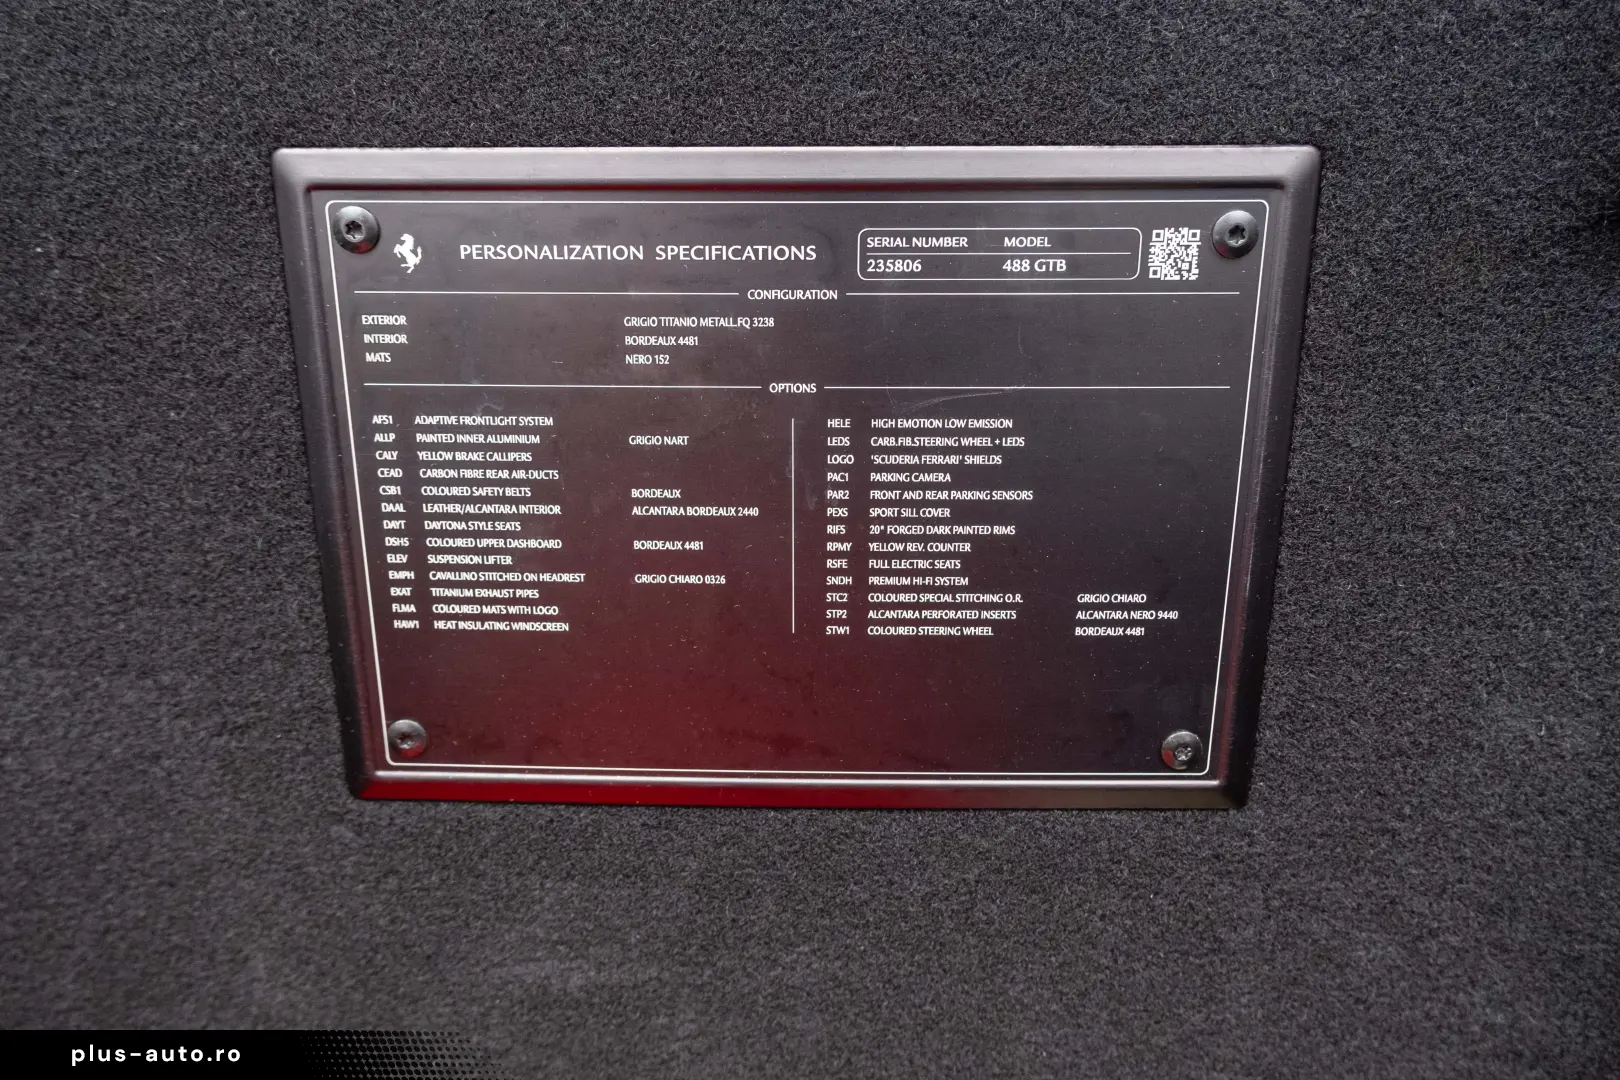 PERSONALIZATION SPECIFICATIONS
SERIAL NUMBER MODEL
235806 488 GTB
CONFIGURATION
EXTERIOR GRIGIO TITANIO METALL.FQ 3238
INTERIOR BORDEAUX 4481
MATS NERO 152
OPTIONS
AFS1 ADAPTIVE FRONTLIGHT SYSTEM
ALLP PAINTED INNER ALUMINIUM GRIGIO NART
CALY YELLOW BRAKE CALLIPERS
CEAD CARBON FIBRE REAR AIR-DUCTS
CSB1 COLOURED SAFETY BELTS BORDEAUX
DAAL LEATHER/ALCANTARA INTERIOR ALCANTARA BORDEAUX 2440
DAYT DAYTONA STYLE SEATS
DSH5 COLOURED UPPER DASHBOARD BORDEAUX 4481
ELEV SUSPENSION LIFTER
EMPH CAVALLINO STITCHED ON HEADREST GRIGIO CHIARO 0326
EXAT TITANIUM EXHAUST PIPES
FLMA COLOURED MATS WITH LOGO
HAW1 HEAT INSULATING WINDSCREEN
HELE HIGH EMOTION LOW EMISSION
LEDS CARB.FIB.STEERING WHEEL + LEDS
LOGO 'SCUDERIA FERRARI' SHIELDS
PAC1 PARKING CAMERA
PAR2 FRONT AND REAR PARKING SENSORS
PEXS SPORT SILL COVER
RIFS 20" FORGED DARK PAINTED RIMS
RPMY YELLOW REV. COUNTER
RSFE FULL ELECTRIC SEATS
SNDH PREMIUM HI-FI SYSTEM
STC2 COLOURED SPECIAL STITCHING O.R. GRIGIO CHIARO
STP2 ALCANTARA PERFORATED INSERTS ALCANTARA NERO 9440
STW1 COLOURED STEERING WHEEL BORDEAUX 4481
plus-auto.ro